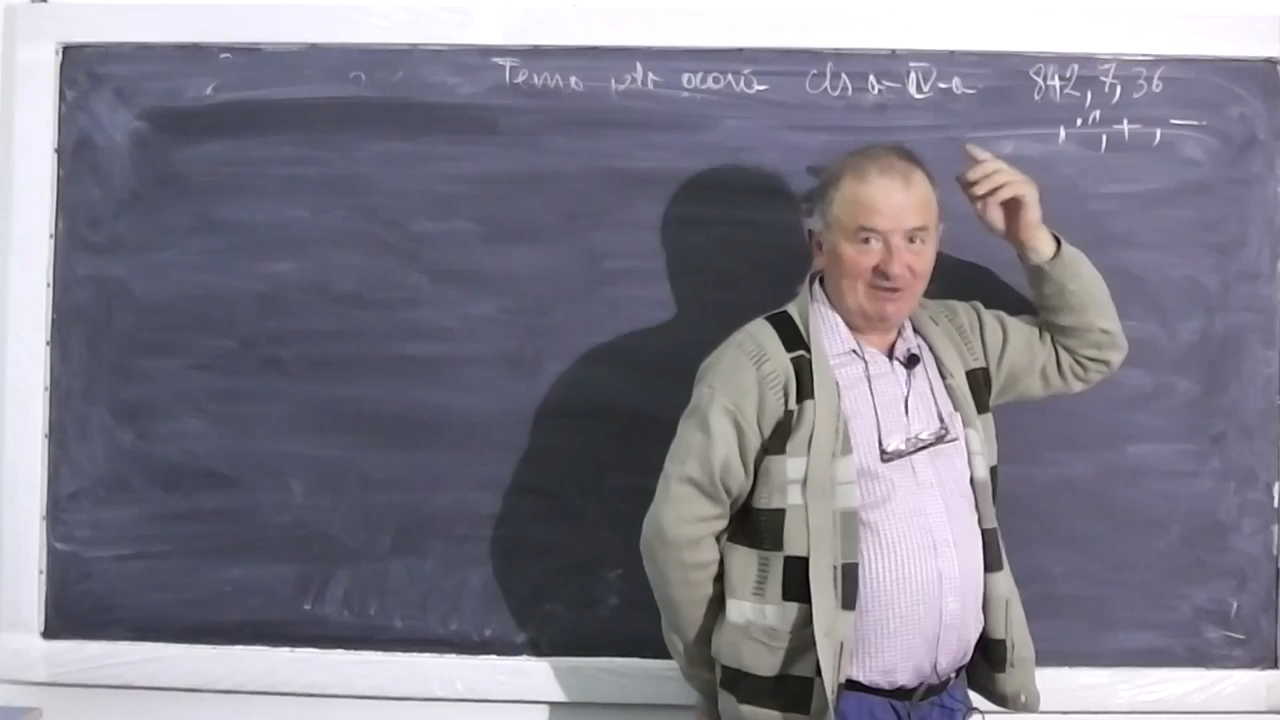 Tema ptr acasă cls a-IV-a 842, 7, 36
, +, −